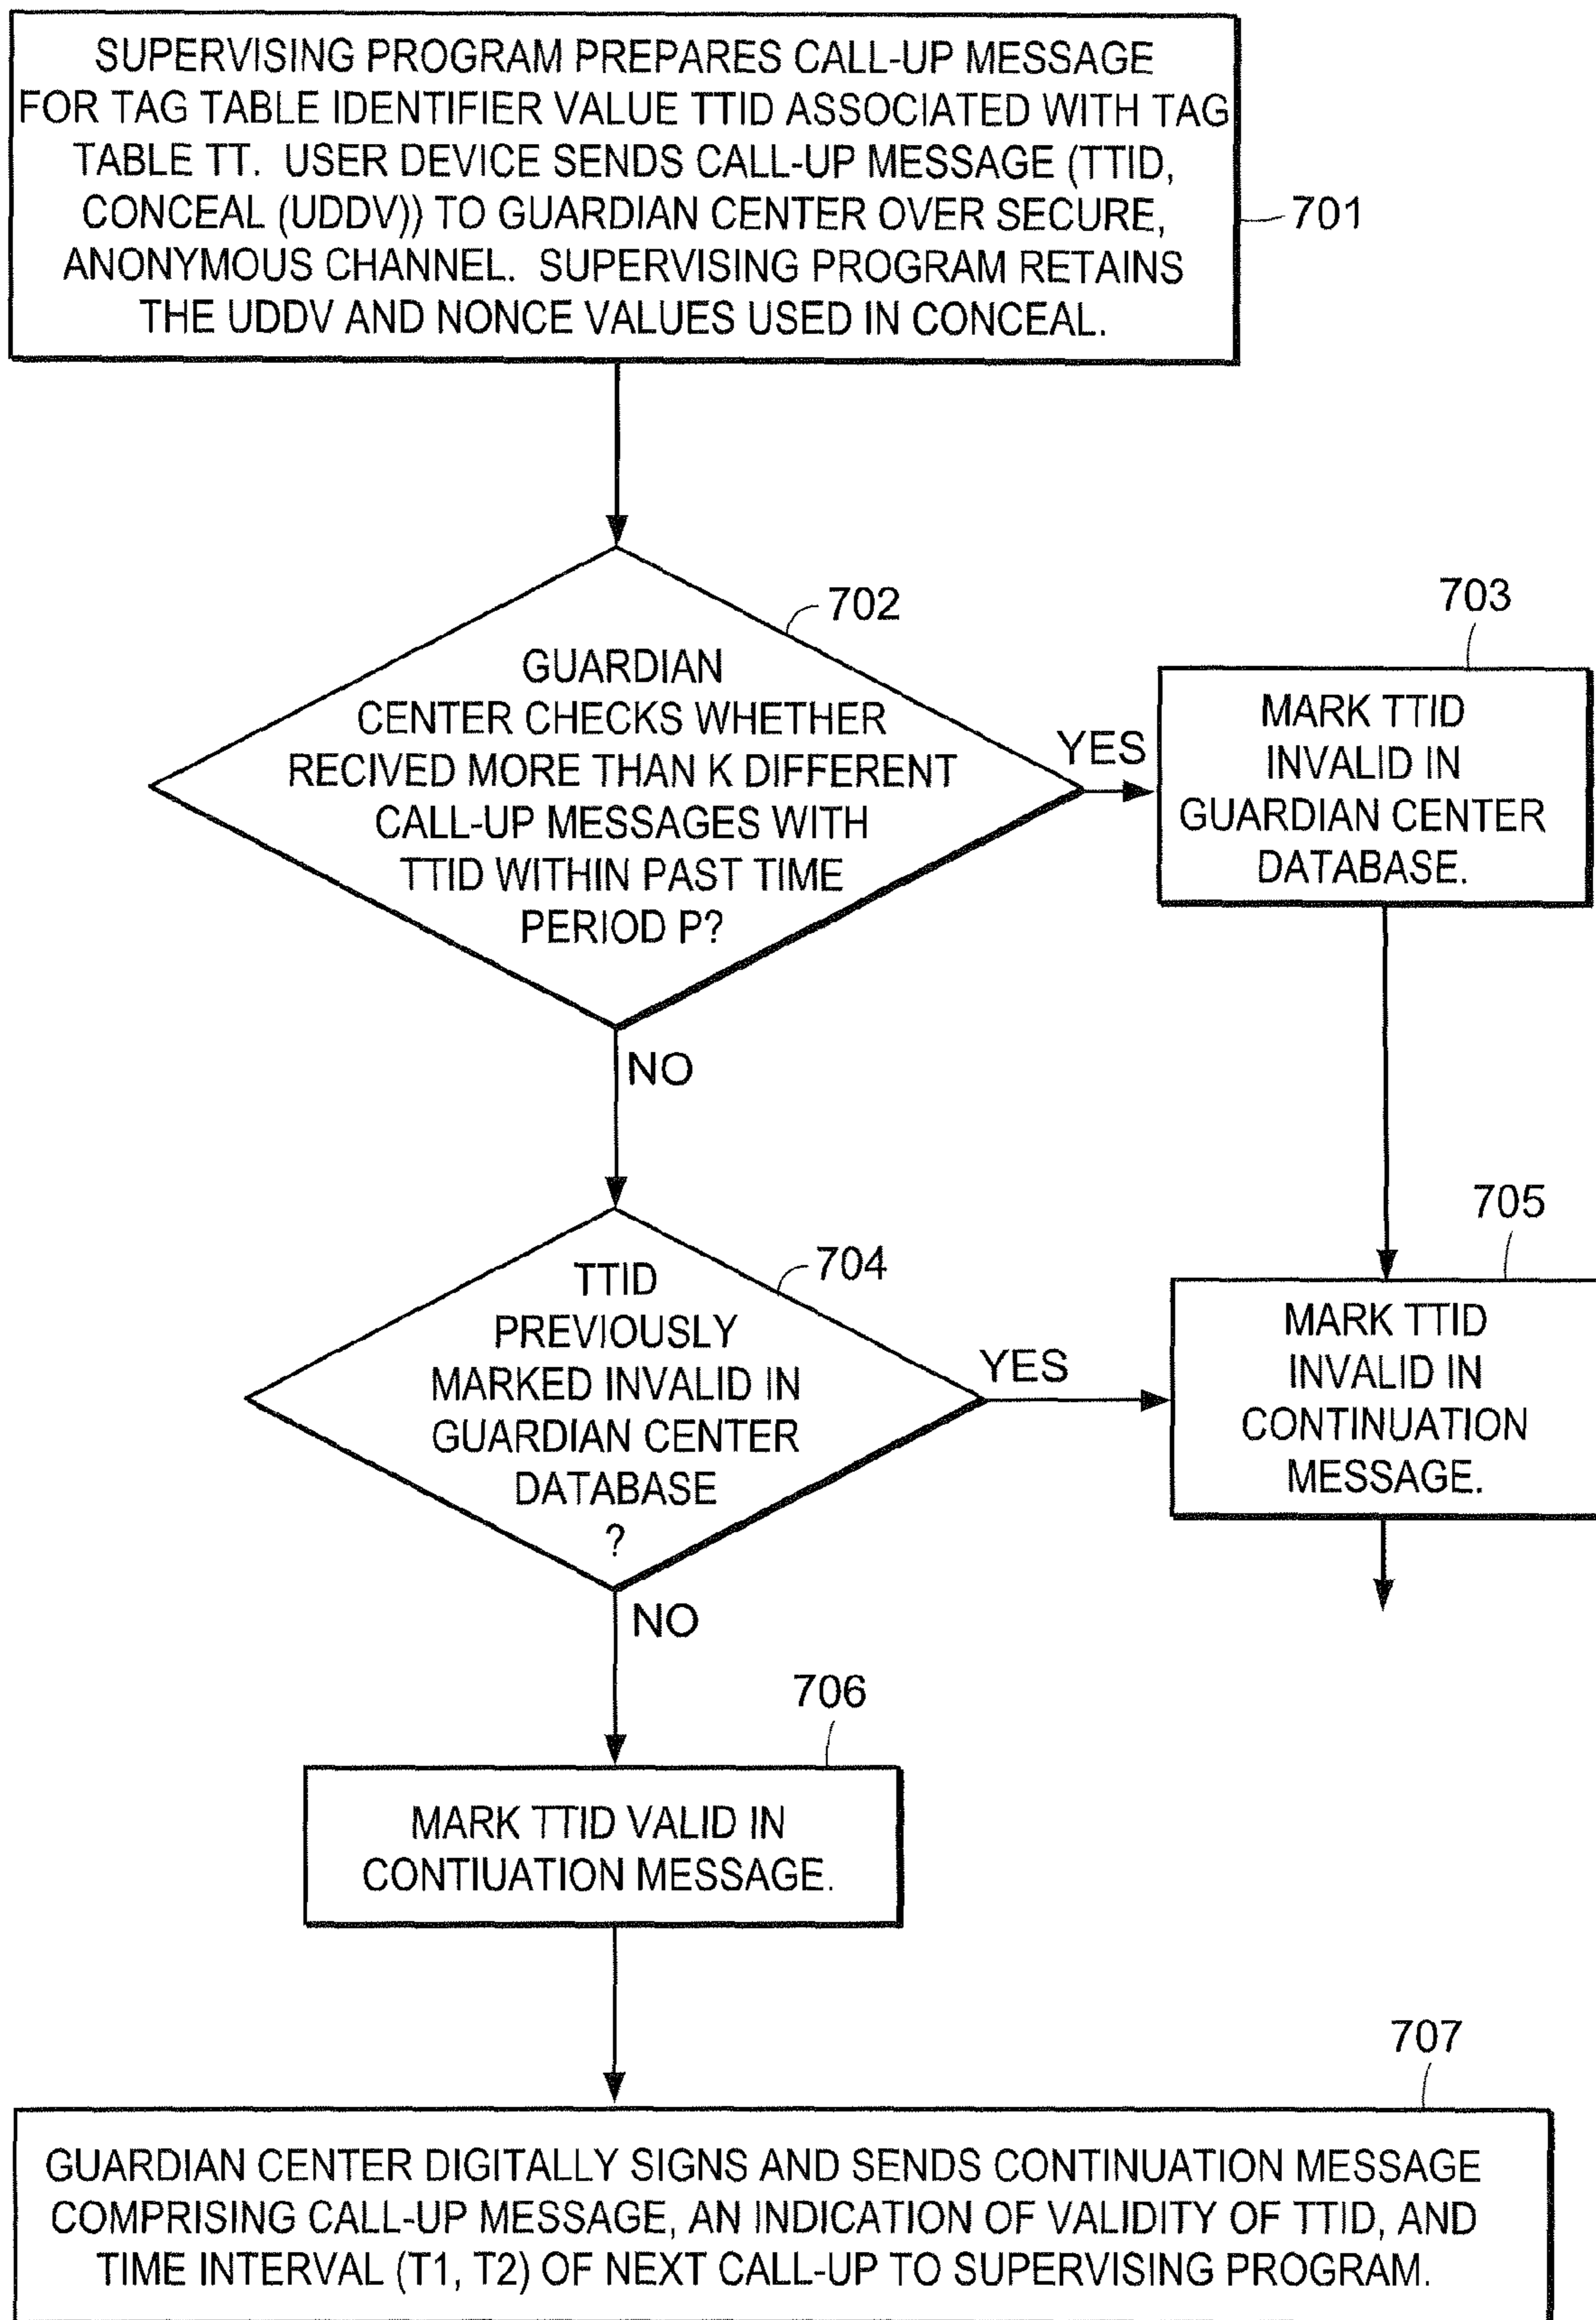 SUPERVISING PROGRAM PREPARES CALL-UP MESSAGE
FOR TAG TABLE IDENTIFIER VALUE TTID ASSOCIATED WITH TAG
TABLE TT. USER DEVICE SENDS CALL-UP MESSAGE (TTID,
CONCEAL (UDDV)) TO GUARDIAN CENTER OVER SECURE,
ANONYMOUS CHANNEL. SUPERVISING PROGRAM RETAINS
THE UDDV AND NONCE VALUES USED IN CONCEAL.
701
702
GUARDIAN
CENTER CHECKS WHETHER
RECIVED MORE THAN K DIFFERENT
CALL-UP MESSAGES WITH
TTID WITHIN PAST TIME
PERIOD P?
YES
703
MARK TTID
INVALID IN
GUARDIAN CENTER
DATABASE.
NO
704
TTID
PREVIOUSLY
MARKED INVALID IN
GUARDIAN CENTER
DATABASE
?
YES
705
MARK TTID
INVALID IN
CONTINUATION
MESSAGE.
NO
706
MARK TTID VALID IN
CONTIUATION MESSAGE.
707
GUARDIAN CENTER DIGITALLY SIGNS AND SENDS CONTINUATION MESSAGE
COMPRISING CALL-UP MESSAGE, AN INDICATION OF VALIDITY OF TTID, AND
TIME INTERVAL (T1, T2) OF NEXT CALL-UP TO SUPERVISING PROGRAM.